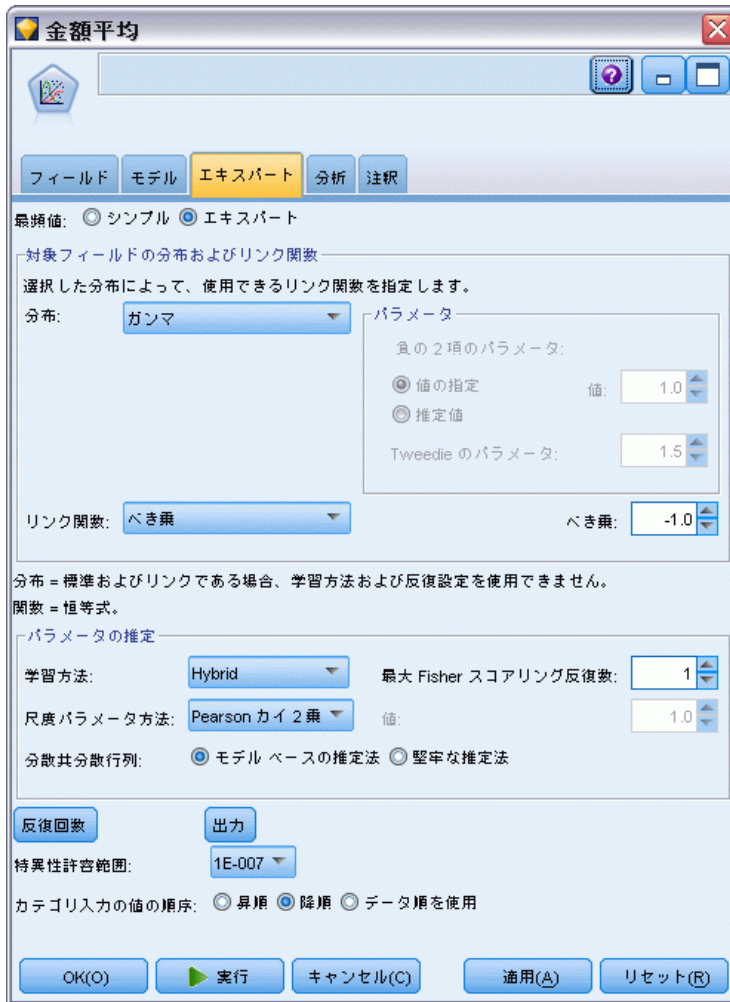 金額平均
フィールド モデル エキスパート 分析 注釈
最頻値: シンプル エキスパート
対象フィールドの分布およびリンク関数
選択した分布によって、使用できるリンク関数を指定します。
分布: ガンマ
パラメータ
負の2項のパラメータ:
値の指定 値: 1.0
推定値
Tweedie のパラメータ: 1.5
リンク関数: べき乗 べき乗: -1.0
分布 = 標準およびリンクである場合、学習方法および反復設定を使用できません。
関数 = 恒等式。
パラメータの推定
学習方法: Hybrid 最大 Fisher スコアリング反復数: 1
尺度パラメータ方法: Pearson カイ2乗 値: 1.0
分散共分散行列: モデル ベースの推定法 堅牢な推定法
反復回数 出力
特異性許容範囲: 1E-007
カテゴリ入力の値の順序: 昇順 降順 データ順を使用
OK(O) 実行 キャンセル(C) 適用(A) リセット(R)